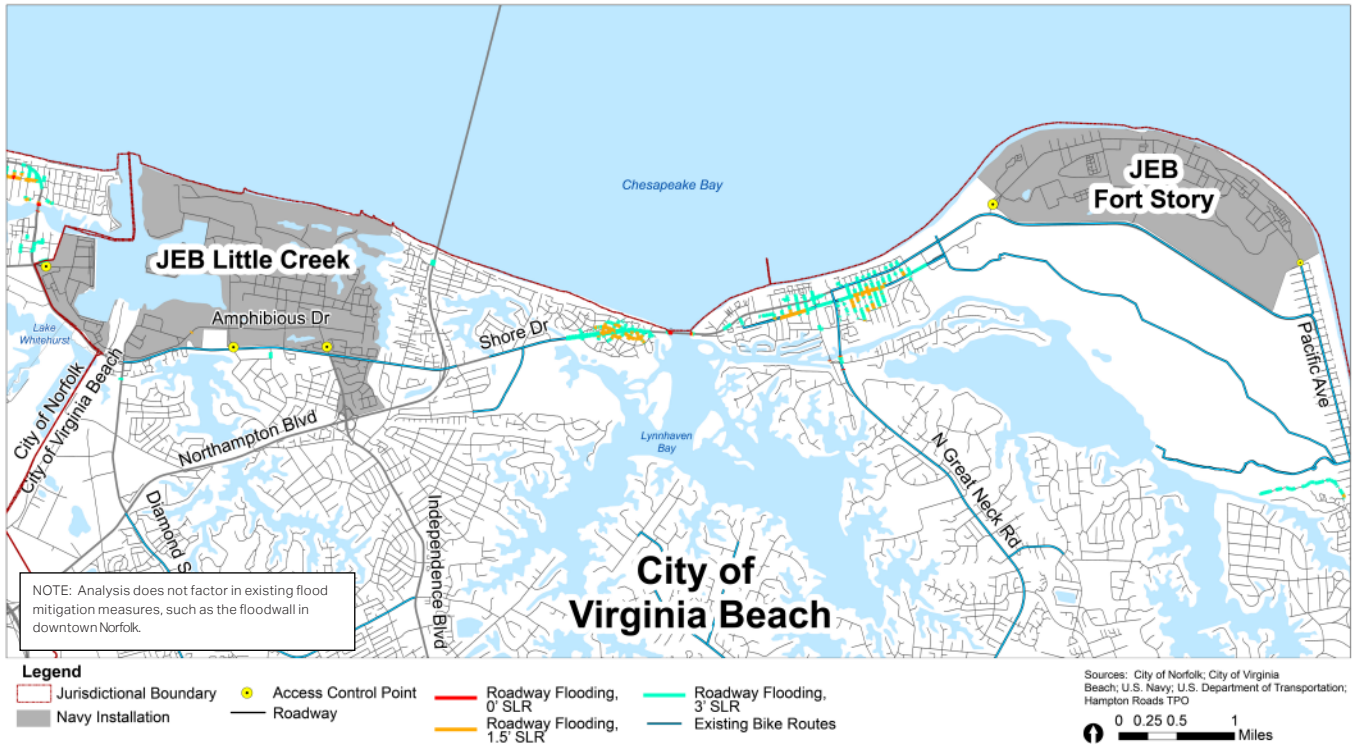 Chesapeake Bay
JEB
Fort Story
JEB Little Creek
Amphibious Dr
Lake
Whitehurst
Shore Dr
City of Norfolk
City of Virginia Beach
Pacific Ave
Northampton Blvd
Lynnhaven
Bay
N Great Neck Rd
Diamond S
Independence Blvd
City of
Virginia Beach
NOTE: Analysis does not factor in existing flood
mitigation measures, such as the floodwall in
downtown Norfolk.
Legend
Jurisdictional Boundary
Navy Installation
Access Control Point
Roadway
Roadway Flooding,
0' SLR
Roadway Flooding,
1.5' SLR
Roadway Flooding,
3' SLR
Existing Bike Routes
Sources: City of Norfolk; City of Virginia
Beach; U.S. Navy; U.S. Department of Transportation;
Hampton Roads TPO
0 0.25 0.5 1
Miles